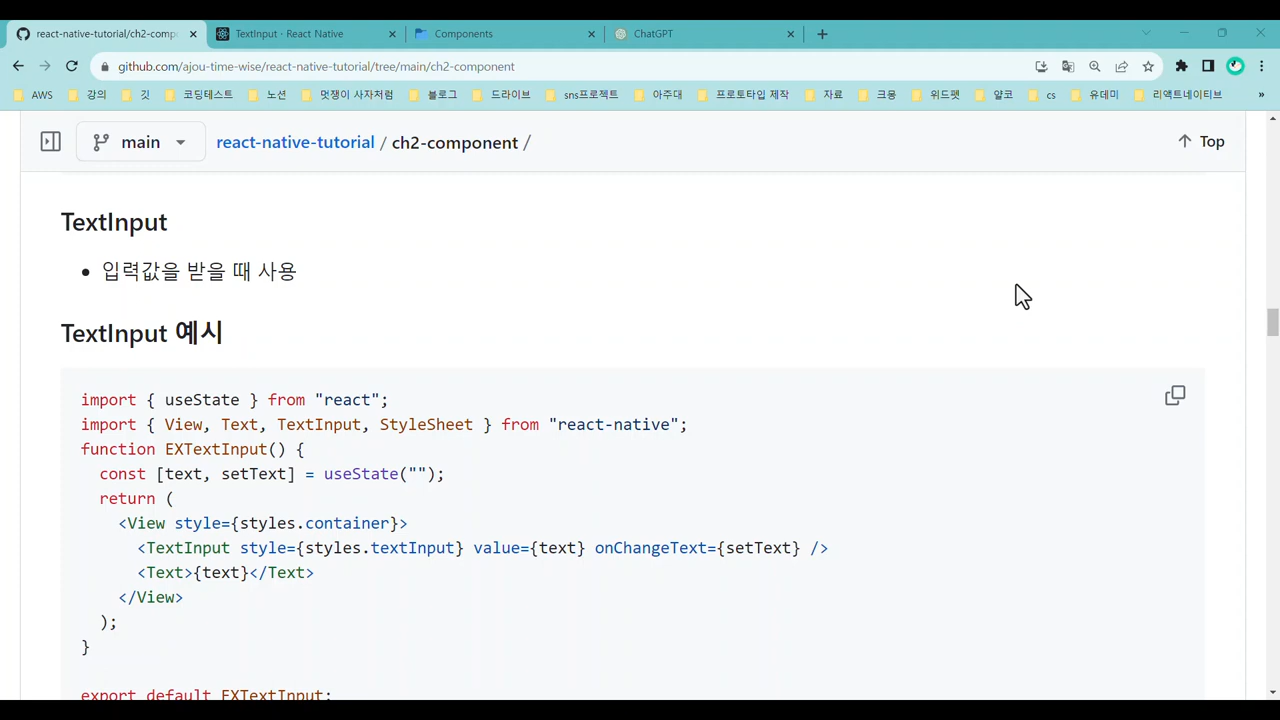 react-native-tutorial/ch2-comp
TextInput · React Native
Components
ChatGPT
github.com/ajou-time-wise/react-native-tutorial/tree/main/ch2-component
AWS 강의 깃 코딩테스트 노션 멋쟁이 사자처럼 블로그 드라이브 sns프로젝트 아주대 프로토타입 제작 자료 크몽 위드펫 알코 cs 유데미 리액트네이티브 »
main react-native-tutorial / ch2-component / Top
TextInput
입력값을 받을 때 사용
TextInput 예시
import { useState } from "react";
import { View, Text, TextInput, StyleSheet } from "react-native";
function EXTextInput() {
const [text, setText] = useState("");
return (
<View style={styles.container}>
<TextInput style={styles.textInput} value={text} onChangeText={setText} />
<Text>{text}</Text>
</View>
);
}
export default EXTextInput;